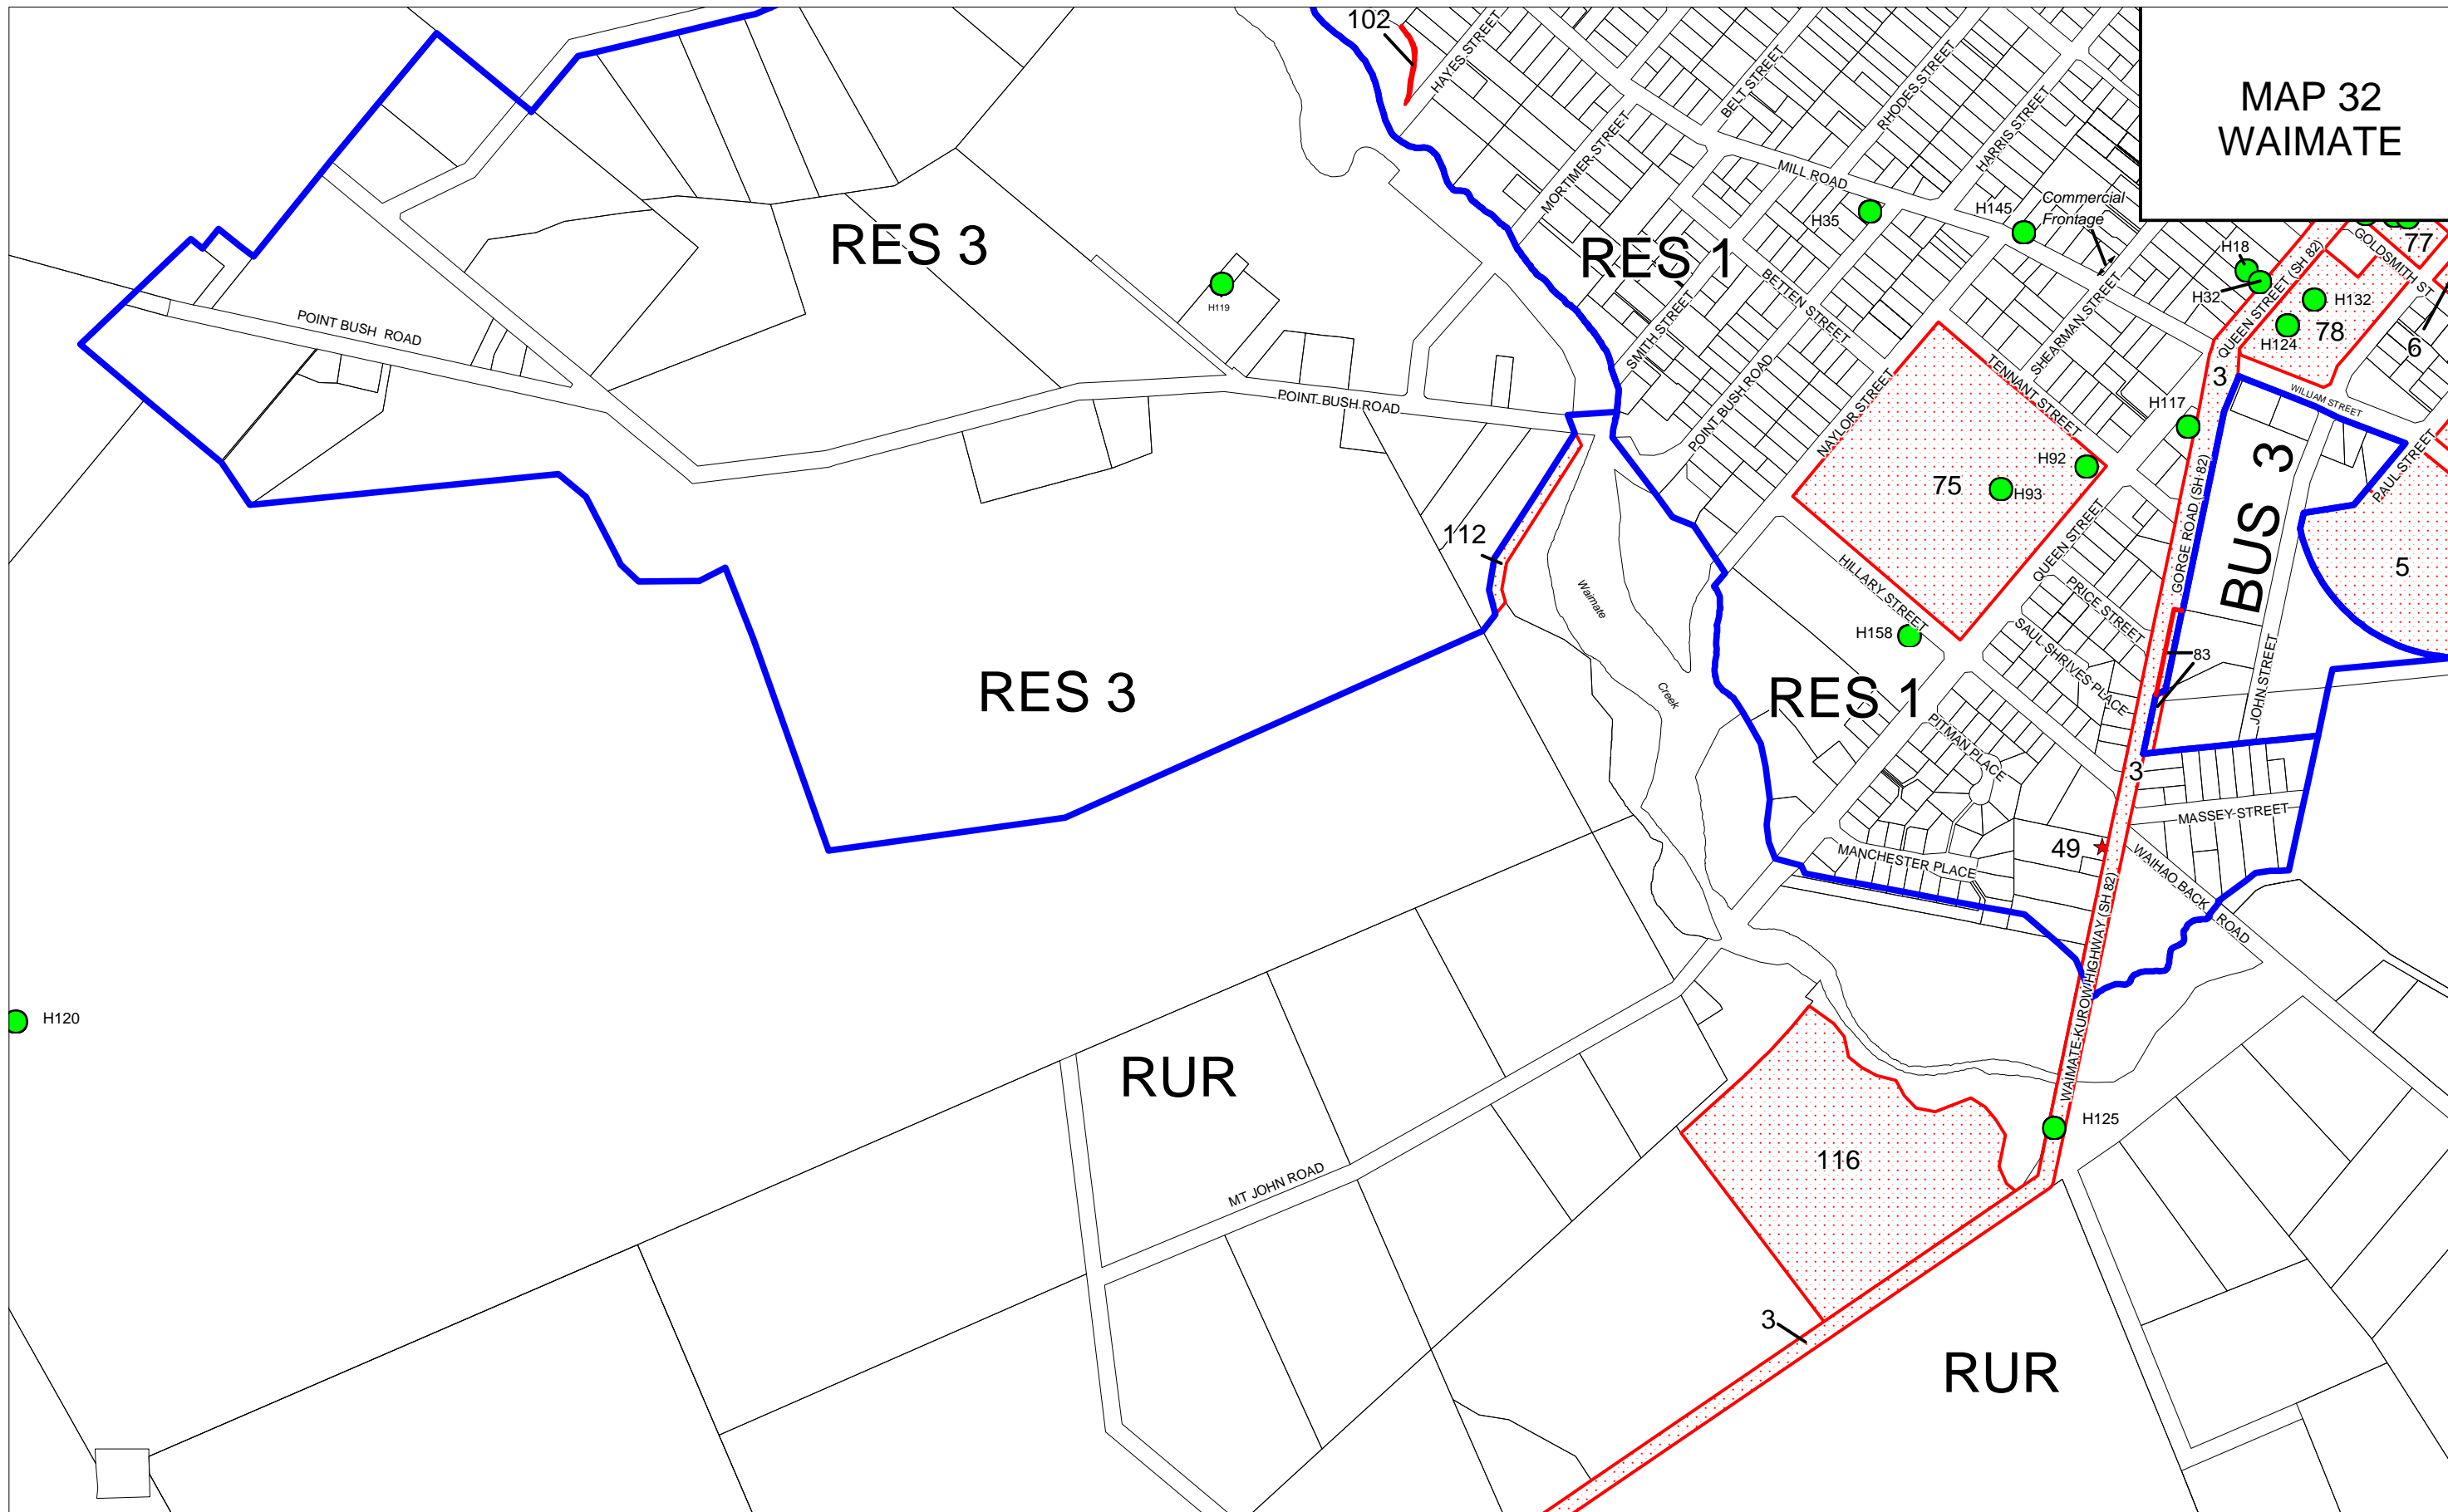 MAP 32
WAIMATE
102
HAYES STREET
BELT STREET
RHODES STREET
HARRIS STREET
MORTIMER STREET
MILL ROAD
Commercial
Frontage
H35
H145
RES 3
RES 1
H18
H32
QUEEN STREET (SH 82)
GOLDSMITH ST
77
H132
78
H124
6
H119
POINT BUSH ROAD
POINT BUSH ROAD
SMITH STREET
BETTEN STREET
POINT BUSH ROAD
NAYLOR STREET
SHEARMAN STREET
TENNANT STREET
3
WILLIAM STREET
H117
H92
75
H93
PAUL STREET
GORGE ROAD (SH 82)
BUS 3
5
112
Waimate
Creek
HILLARY STREET
QUEEN STREET
PRICE STREET
SAUL SHRIVES PLACE
H158
83
JOHN STREET
RES 3
RES 1
PITMAN PLACE
3
MASSEY STREET
49
MANCHESTER PLACE
WAIHAO BACK ROAD
WAIMATE-KUROW HIGHWAY (SH 82)
H120
RUR
H125
116
MT JOHN ROAD
3
RUR